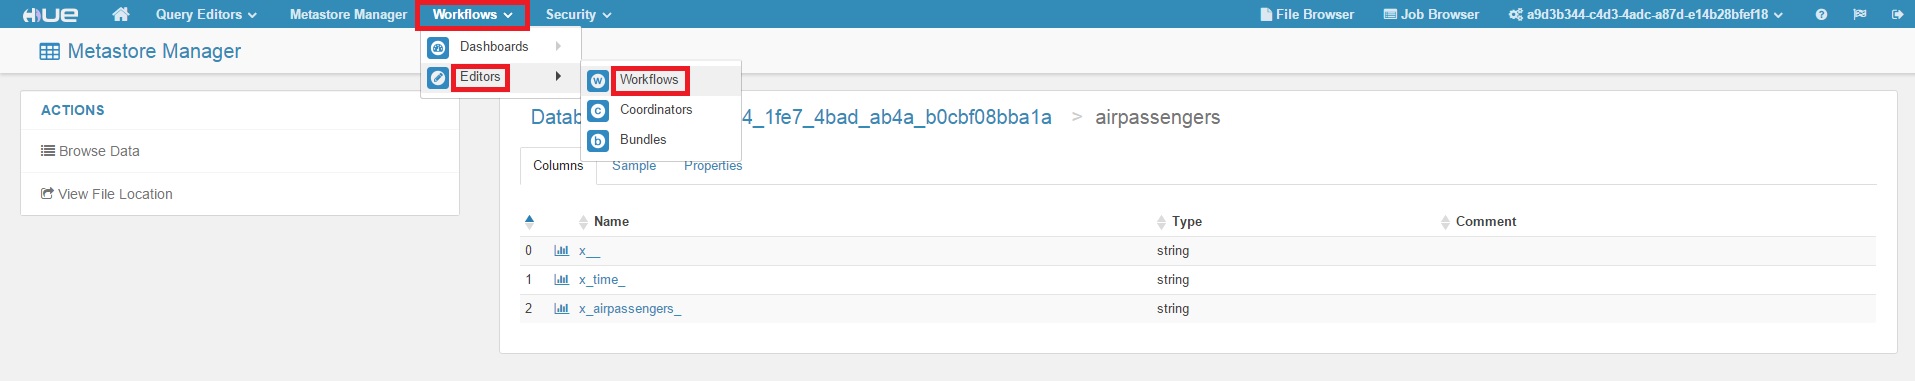 HUE Query Editors Metastore Manager Workflows Security File Browser Job Browser a9d3b344-c4d3-4adc-a87d-e14b28bfef18
Metastore Manager
Dashboards
Editors
Workflows
Coordinators
Bundles
ACTIONS
Browse Data
View File Location
Datab 4_1fe7_4bad_ab4a_b0cbf08bba1a > airpassengers
Columns Sample Properties
Name Type Comment
0 x__ string
1 x_time_ string
2 x_airpassengers_ string